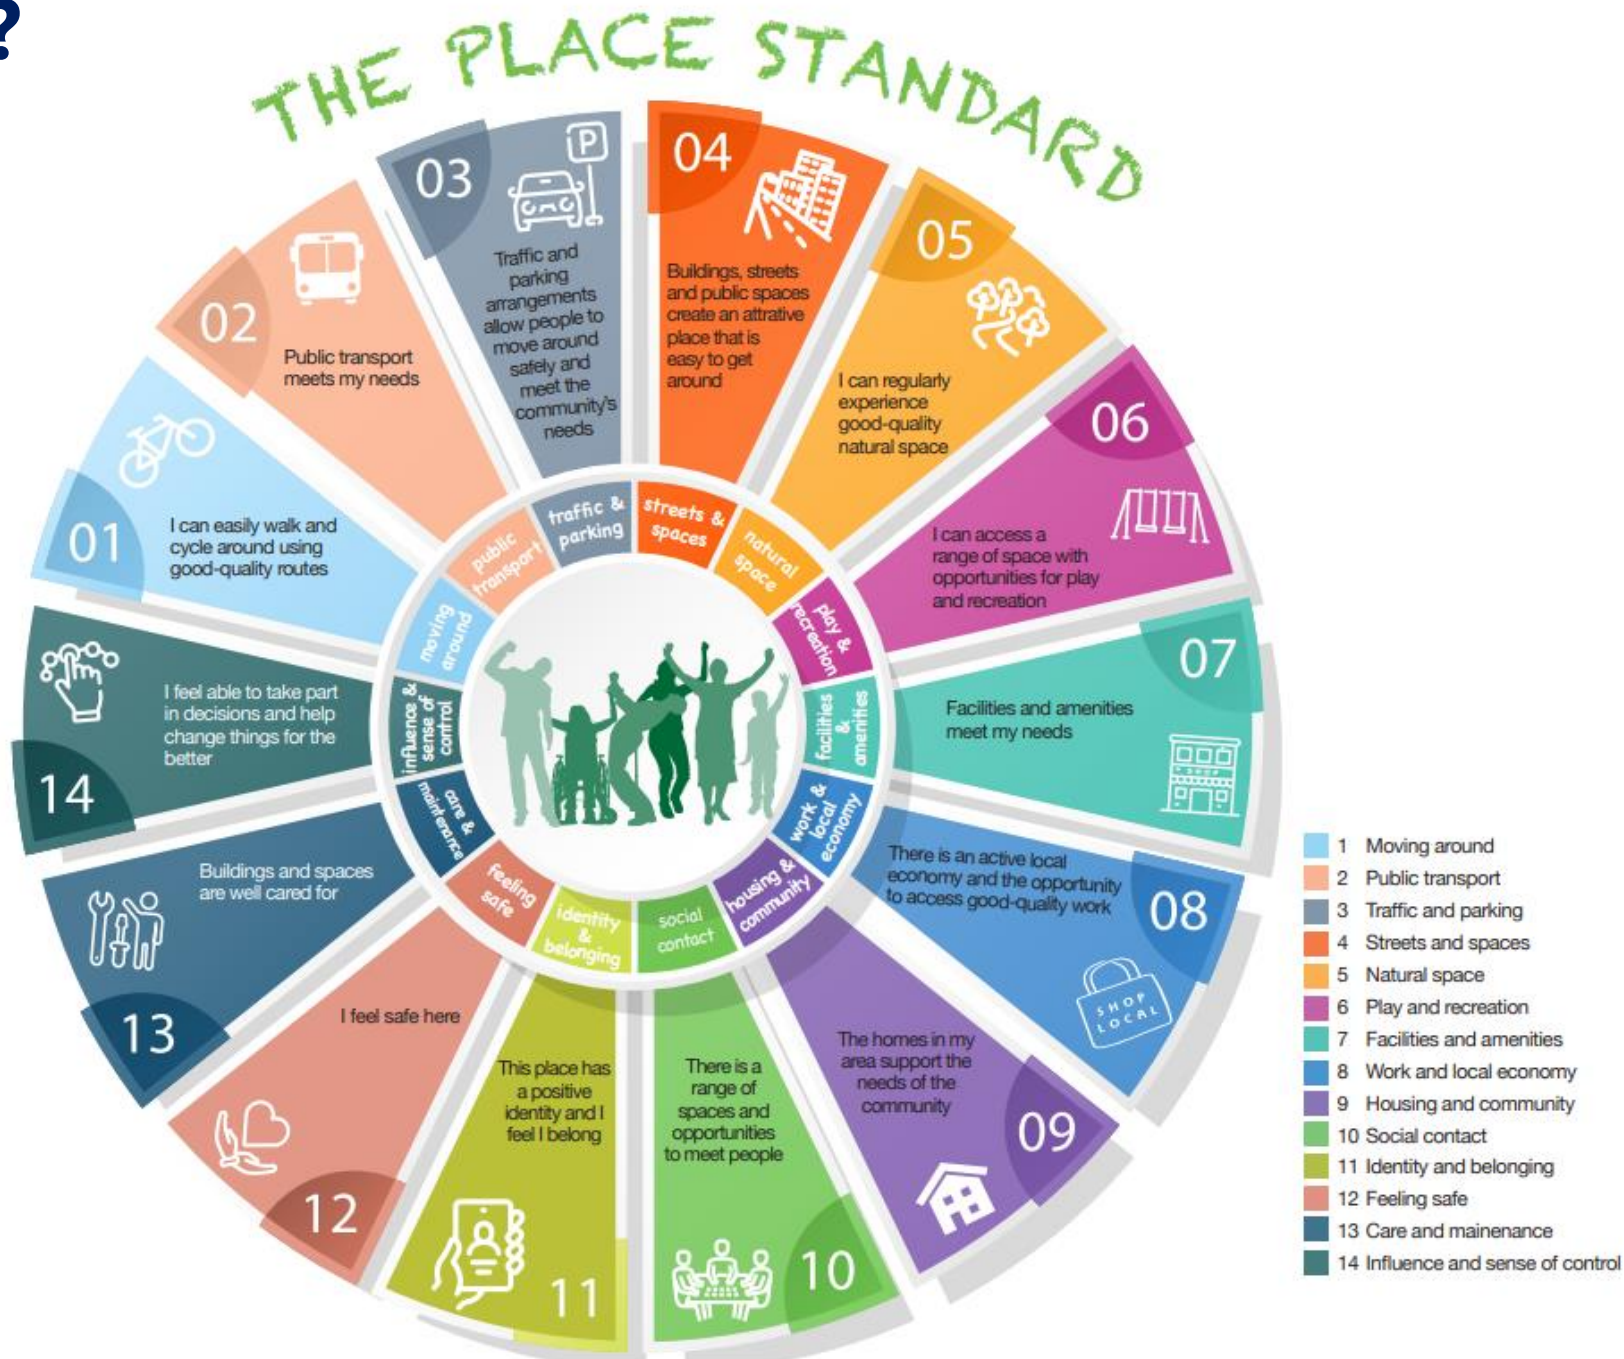 ?
THE PLACE STANDARD
01
I can easily walk and
cycle around using
good-quality routes
02
Public transport
meets my needs
03
P
Traffic and
parking
arrangements
allow people to
move around
safely and
meet the
community's
needs
04
Buildings, streets
and public spaces
create an attrative
place that is
easy to get
around
05
I can regularly
experience
good-quality
natural space
06
I can access a
range of space with
opportunities for play
and recreation
07
Facilities and amenities
meet my needs
SHOP
08
There is an active local
economy and the opportunity
to access good-quality work
SHOP
LOCAL
09
The homes in my
area support the
needs of the
community
10
There is a
range of
spaces and
opportunities
to meet people
11
This place has
a positive
identity and I
feel I belong
12
I feel safe here
13
Buildings and spaces
are well cared for
14
I feel able to take part
in decisions and help
change things for the
better
moving
around
public
transport
traffic &
parking
streets &
spaces
natural
space
play &
recreation
facilities
&
amenities
work &
local
economy
housing &
community
social
contact
identity
&
belonging
feeling
safe
care &
maintenance
influence &
sense of
control
1 Moving around
2 Public transport
3 Traffic and parking
4 Streets and spaces
5 Natural space
6 Play and recreation
7 Facilities and amenities
8 Work and local economy
9 Housing and community
10 Social contact
11 Identity and belonging
12 Feeling safe
13 Care and mainenance
14 Influence and sense of control